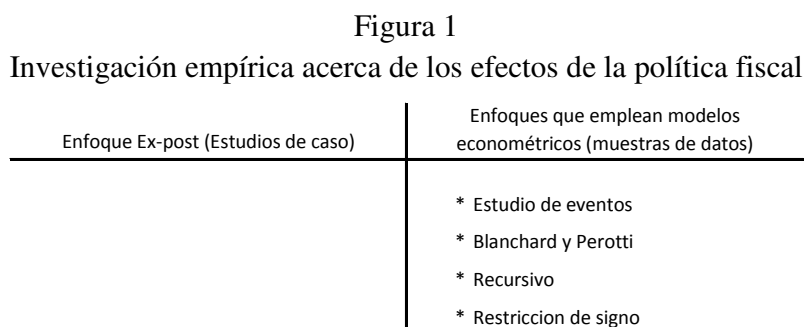 Figura 1
Investigación empírica acerca de los efectos de la política fiscal
Enfoque Ex-post (Estudios de caso)
Enfoques que emplean modelos
econométricos (muestras de datos)
* Estudio de eventos
* Blanchard y Perotti
* Recursivo
* Restriccion de signo